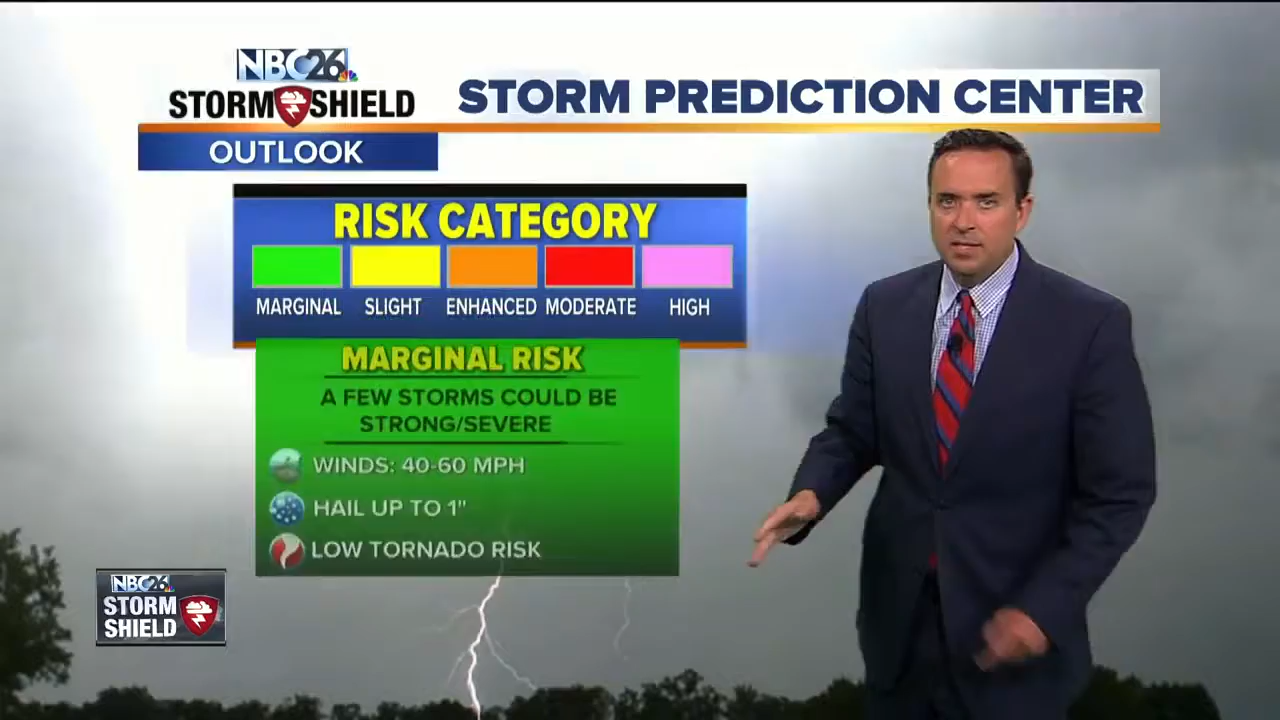 NBC26
STORM SHIELD
STORM PREDICTION CENTER
OUTLOOK
RISK CATEGORY
MARGINAL SLIGHT ENHANCED MODERATE HIGH
MARGINAL RISK
A FEW STORMS COULD BE
STRONG/SEVERE
WINDS: 40-60 MPH
HAIL UP TO 1"
LOW TORNADO RISK
NBC26
STORM
SHIELD